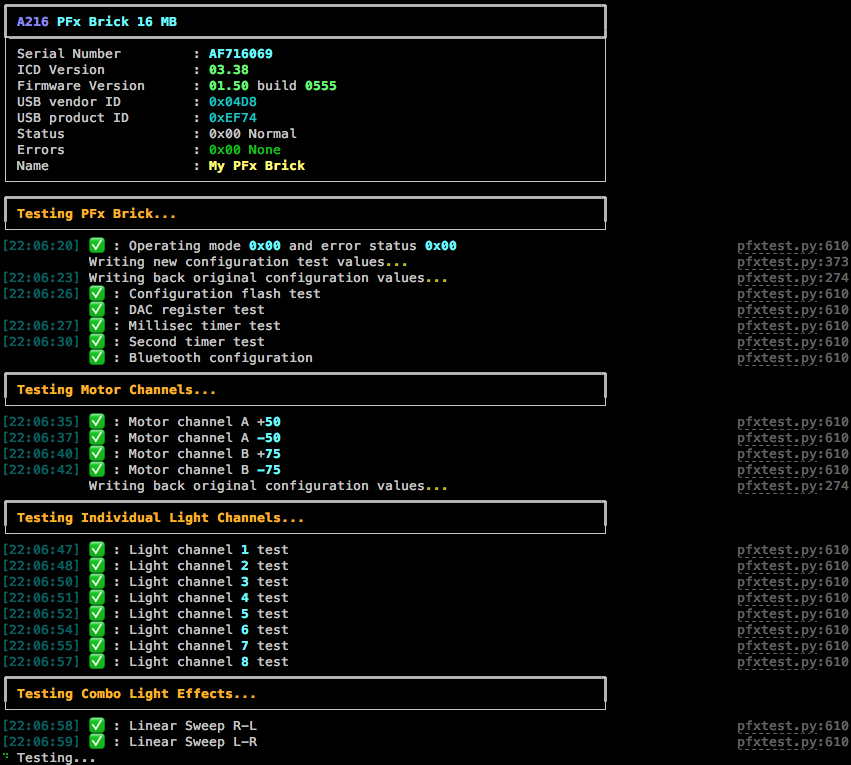 A216 PFx Brick 16 MB
Serial Number : AF716069
ICD Version : 03.38
Firmware Version : 01.50 build 0555
USB vendor ID : 0x04D8
USB product ID : 0xEF74
Status : 0x00 Normal
Errors : 0x00 None
Name : My PFx Brick
Testing PFx Brick...
[22:06:20] ✅ : Operating mode 0x00 and error status 0x00 pfxtest.py:610
Writing new configuration test values... pfxtest.py:373
[22:06:23] Writing back original configuration values... pfxtest.py:274
[22:06:26] ✅ : Configuration flash test pfxtest.py:610
✅ : DAC register test pfxtest.py:610
[22:06:27] ✅ : Millisec timer test pfxtest.py:610
[22:06:30] ✅ : Second timer test pfxtest.py:610
✅ : Bluetooth configuration pfxtest.py:610
Testing Motor Channels...
[22:06:35] ✅ : Motor channel A +50 pfxtest.py:610
[22:06:37] ✅ : Motor channel A -50 pfxtest.py:610
[22:06:40] ✅ : Motor channel B +75 pfxtest.py:610
[22:06:42] ✅ : Motor channel B -75 pfxtest.py:610
Writing back original configuration values... pfxtest.py:274
Testing Individual Light Channels...
[22:06:47] ✅ : Light channel 1 test pfxtest.py:610
[22:06:48] ✅ : Light channel 2 test pfxtest.py:610
[22:06:50] ✅ : Light channel 3 test pfxtest.py:610
[22:06:51] ✅ : Light channel 4 test pfxtest.py:610
[22:06:52] ✅ : Light channel 5 test pfxtest.py:610
[22:06:54] ✅ : Light channel 6 test pfxtest.py:610
[22:06:55] ✅ : Light channel 7 test pfxtest.py:610
[22:06:57] ✅ : Light channel 8 test pfxtest.py:610
Testing Combo Light Effects...
[22:06:58] ✅ : Linear Sweep R-L pfxtest.py:610
[22:06:59] ✅ : Linear Sweep L-R pfxtest.py:610
Testing...